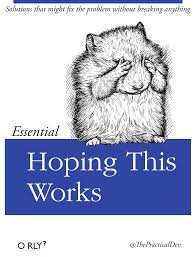 Solutions that might fix the problem without breaking anything
Essential
Hoping This
Works
O RLY?
@ThePracticalDev